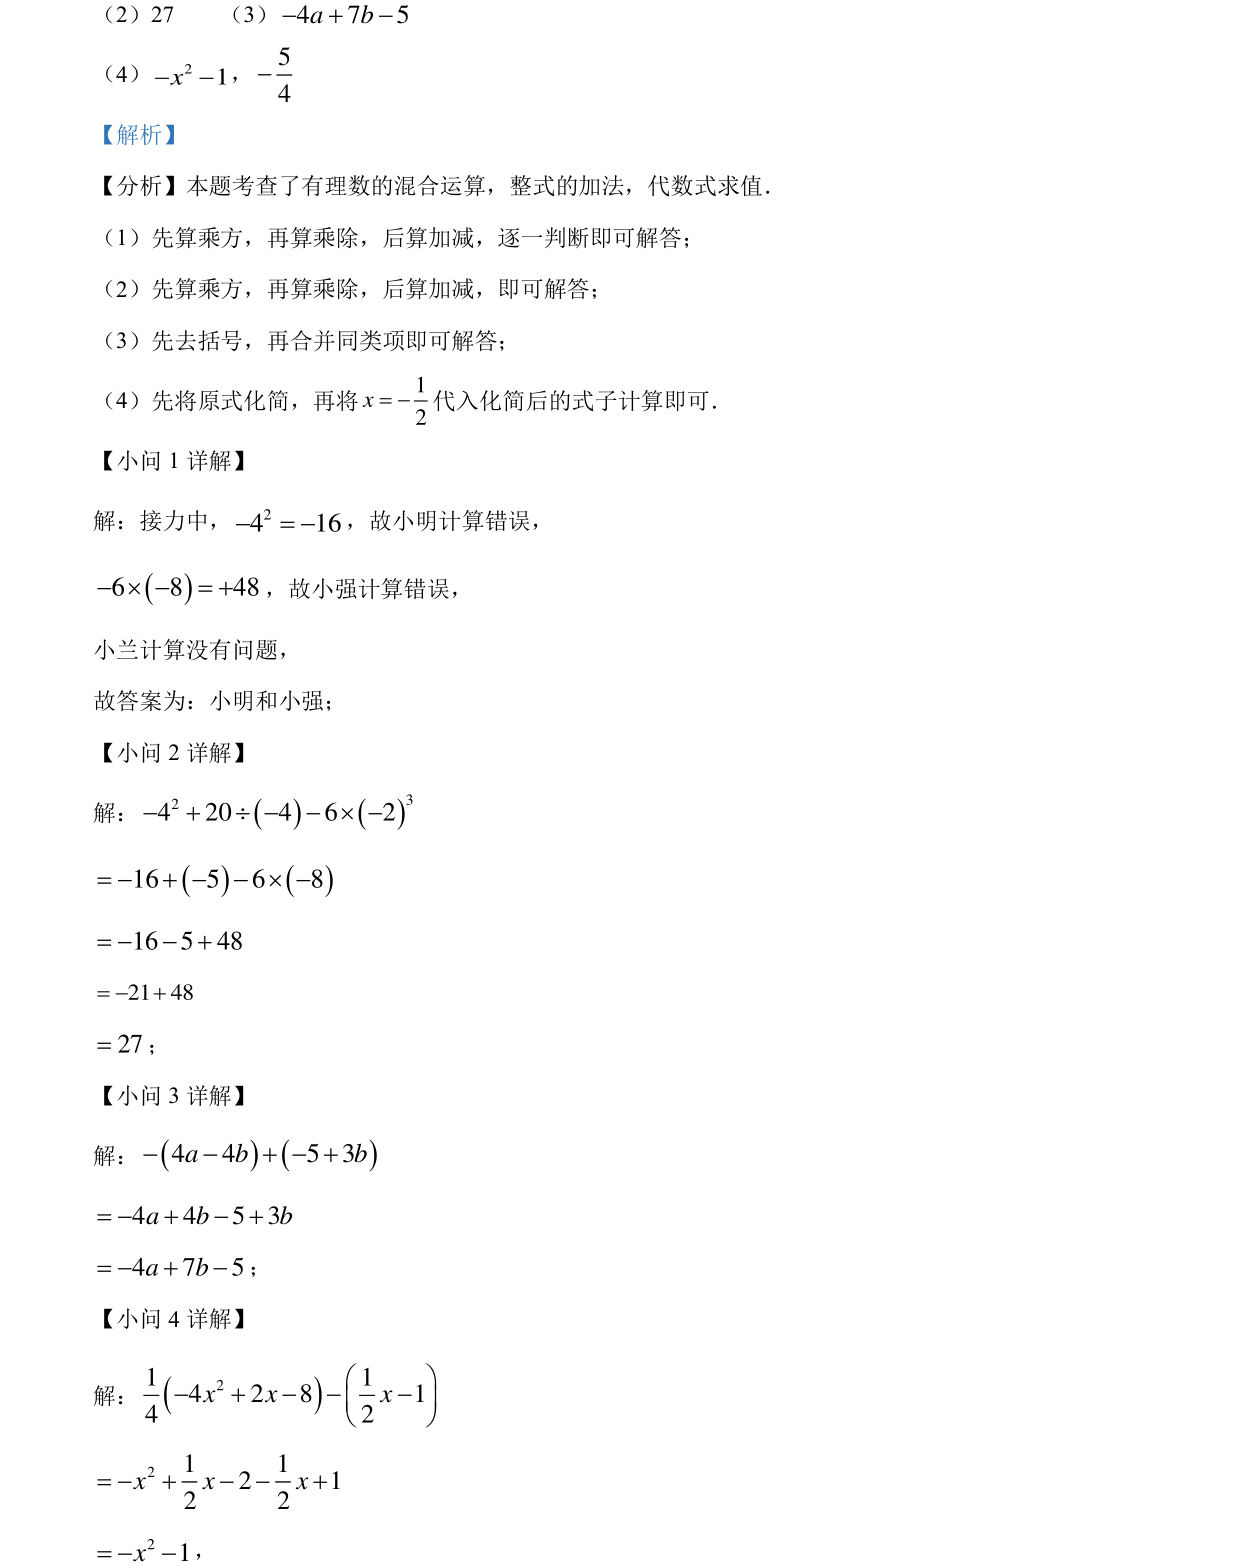 （2）27 （3）−4a+7b−5
（4）−x²−1，−5/4
【解析】
【分析】本题考查了有理数的混合运算，整式的加法，代数式求值．
（1）先算乘方，再算乘除，后算加减，逐一判断即可解答；
（2）先算乘方，再算乘除，后算加减，即可解答；
（3）先去括号，再合并同类项即可解答；
（4）先将原式化简，再将 x=−1/2 代入化简后的式子计算即可．
【小问 1 详解】
解：接力中，−4²=−16，故小明计算错误，
−6×(−8)=+48，故小强计算错误，
小兰计算没有问题，
故答案为：小明和小强；
【小问 2 详解】
解：−4²+20÷(−4)−6×(−2)³
=−16+(−5)−6×(−8)
=−16−5+48
=−21+48
=27；
【小问 3 详解】
解：−(4a−4b)+(−5+3b)
=−4a+4b−5+3b
=−4a+7b−5；
【小问 4 详解】
解：1/4(−4x²+2x−8)−(1/2x−1)
=−x²+1/2x−2−1/2x+1
=−x²−1，